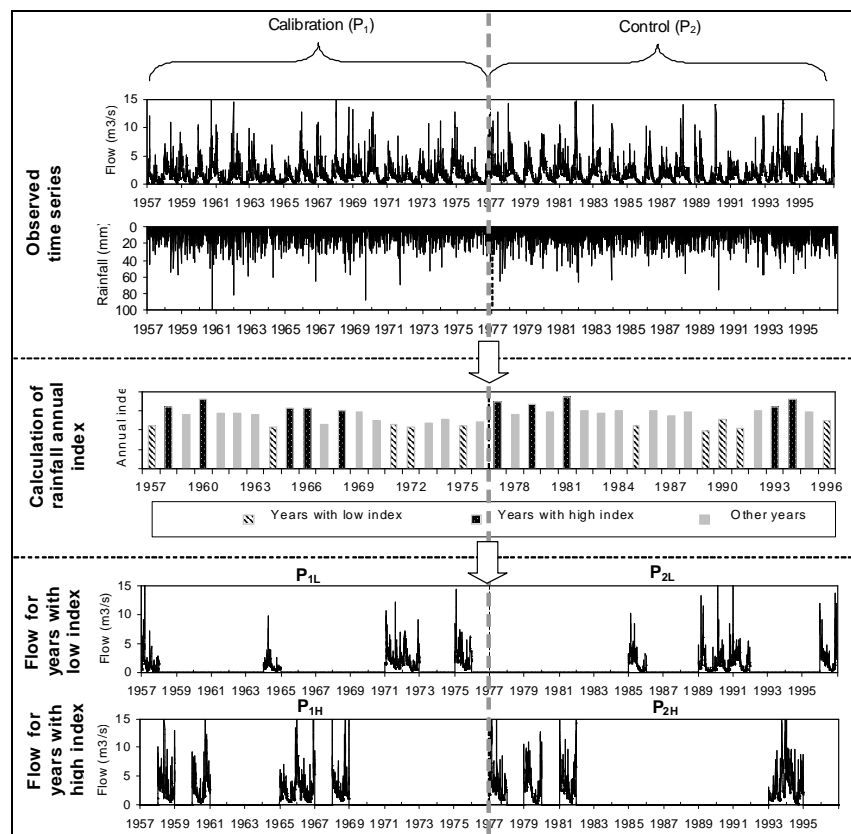 Calibration (P1) Control (P2)
Observed time series
Flow (m3/s)
15
10
5
0
1957 1959 1961 1963 1965 1967 1969 1971 1973 1975 1977 1979 1981 1983 1985 1987 1989 1991 1993 1995
Rainfall (mm)
0
20
40
60
80
100
1957 1959 1961 1963 1965 1967 1969 1971 1973 1975 1977 1979 1981 1983 1985 1987 1989 1991 1993 1995
Calculation of rainfall annual index
Annual inde
1957 1960 1963 1966 1969 1972 1975 1978 1981 1984 1987 1990 1993 1996
Years with low index Years with high index Other years
P1L P2L
Flow for years with low index
Flow (m3/s)
15
10
5
0
1957 1959 1961 1963 1965 1967 1969 1971 1973 1975 1977 1979 1981 1983 1985 1987 1989 1991 1993 1995
P1H P2H
Flow for years with high index
Flow (m3/s)
15
10
5
0
1957 1959 1961 1963 1965 1967 1969 1971 1973 1975 1977 1979 1981 1983 1985 1987 1989 1991 1993 1995